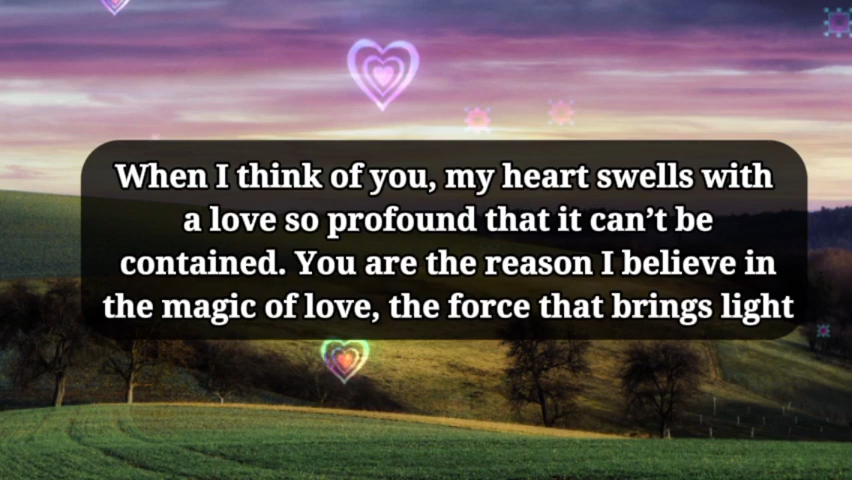 When I think of you, my heart swells with
a love so profound that it can’t be
contained. You are the reason I believe in
the magic of love, the force that brings light